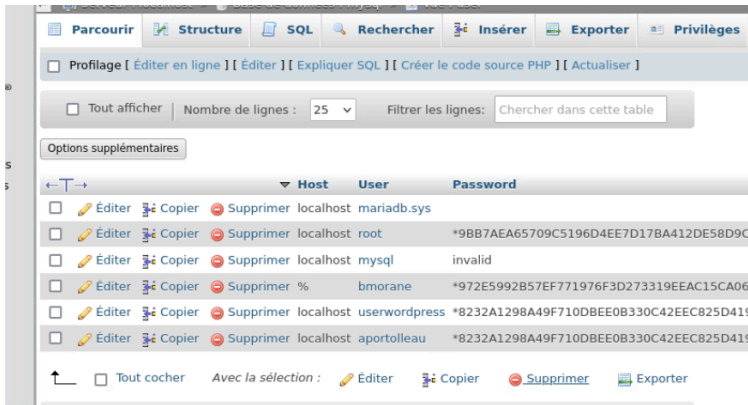 Parcourir Structure SQL Rechercher Insérer Exporter Privilèges
Profilage [ Éditer en ligne ] [ Éditer ] [ Expliquer SQL ] [ Créer le code source PHP ] [ Actualiser ]
Tout afficher Nombre de lignes : 25 Filtrer les lignes: Chercher dans cette table
Options supplémentaires
Host User Password
Éditer Copier Supprimer localhost mariadb.sys
Éditer Copier Supprimer localhost root *9BB7AEA65709C5196D4EE7D17BA412DE58D9C
Éditer Copier Supprimer localhost mysql invalid
Éditer Copier Supprimer % bmorane *972E5992B57EF771976F3D273319EEAC15CA06
Éditer Copier Supprimer localhost userwordpress *8232A1298A49F710DBEE0B330C42EEC825D419
Éditer Copier Supprimer localhost aportolleau *8232A1298A49F710DBEE0B330C42EEC825D419
Tout cocher Avec la sélection : Éditer Copier Supprimer Exporter